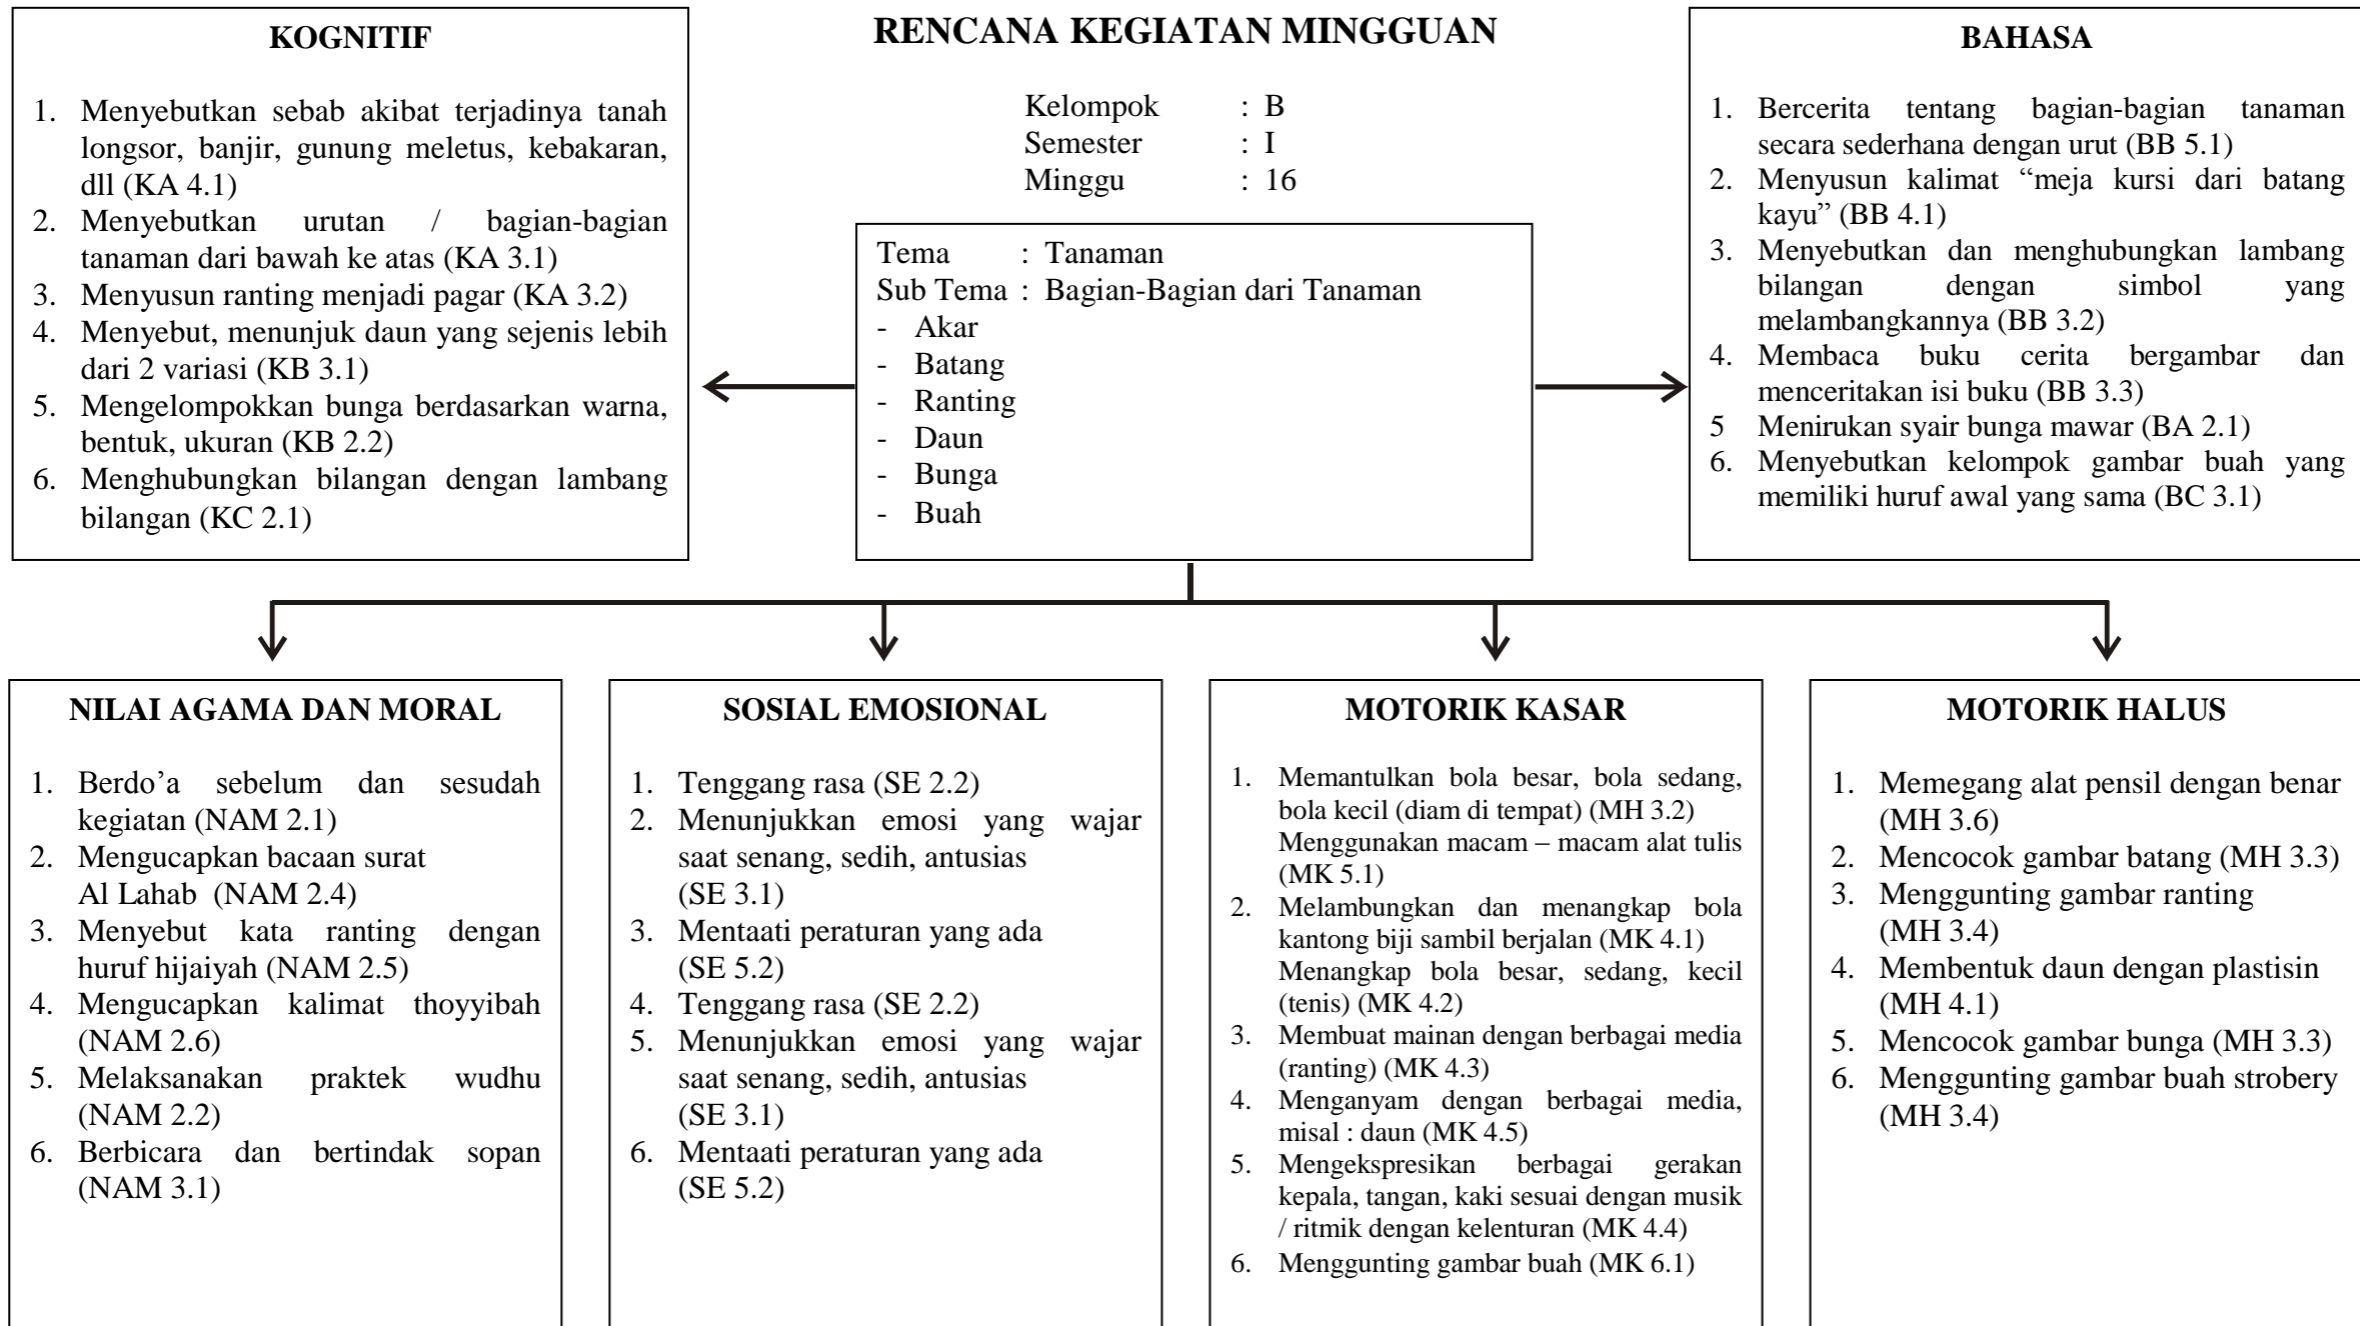 RENCANA KEGIATAN MINGGUAN
Kelompok : B
Semester : I
Minggu : 16
KOGNITIF
1. Menyebutkan sebab akibat terjadinya tanah
longsor, banjir, gunung meletus, kebakaran,
dll (KA 4.1)
2. Menyebutkan urutan / bagian-bagian
tanaman dari bawah ke atas (KA 3.1)
3. Menyusun ranting menjadi pagar (KA 3.2)
4. Menyebut, menunjuk daun yang sejenis lebih
dari 2 variasi (KB 3.1)
5. Mengelompokkan bunga berdasarkan warna,
bentuk, ukuran (KB 2.2)
6. Menghubungkan bilangan dengan lambang
bilangan (KC 2.1)
Tema : Tanaman
Sub Tema : Bagian-Bagian dari Tanaman
- Akar
- Batang
- Ranting
- Daun
- Bunga
- Buah
BAHASA
1. Bercerita tentang bagian-bagian tanaman
secara sederhana dengan urut (BB 5.1)
2. Menyusun kalimat “meja kursi dari batang
kayu” (BB 4.1)
3. Menyebutkan dan menghubungkan lambang
bilangan dengan simbol yang
melambangkannya (BB 3.2)
4. Membaca buku cerita bergambar dan
menceritakan isi buku (BB 3.3)
5 Menirukan syair bunga mawar (BA 2.1)
6. Menyebutkan kelompok gambar buah yang
memiliki huruf awal yang sama (BC 3.1)
NILAI AGAMA DAN MORAL
1. Berdo’a sebelum dan sesudah
kegiatan (NAM 2.1)
2. Mengucapkan bacaan surat
Al Lahab (NAM 2.4)
3. Menyebut kata ranting dengan
huruf hijaiyah (NAM 2.5)
4. Mengucapkan kalimat thoyyibah
(NAM 2.6)
5. Melaksanakan praktek wudhu
(NAM 2.2)
6. Berbicara dan bertindak sopan
(NAM 3.1)
SOSIAL EMOSIONAL
1. Tenggang rasa (SE 2.2)
2. Menunjukkan emosi yang wajar
saat senang, sedih, antusias
(SE 3.1)
3. Mentaati peraturan yang ada
(SE 5.2)
4. Tenggang rasa (SE 2.2)
5. Menunjukkan emosi yang wajar
saat senang, sedih, antusias
(SE 3.1)
6. Mentaati peraturan yang ada
(SE 5.2)
MOTORIK KASAR
1. Memantulkan bola besar, bola sedang,
bola kecil (diam di tempat) (MH 3.2)
Menggunakan macam – macam alat tulis
(MK 5.1)
2. Melambungkan dan menangkap bola
kantong biji sambil berjalan (MK 4.1)
Menangkap bola besar, sedang, kecil
(tenis) (MK 4.2)
3. Membuat mainan dengan berbagai media
(ranting) (MK 4.3)
4. Menganyam dengan berbagai media,
misal : daun (MK 4.5)
5. Mengekspresikan berbagai gerakan
kepala, tangan, kaki sesuai dengan musik
/ ritmik dengan kelenturan (MK 4.4)
6. Menggunting gambar buah (MK 6.1)
MOTORIK HALUS
1. Memegang alat pensil dengan benar
(MH 3.6)
2. Mencocok gambar batang (MH 3.3)
3. Menggunting gambar ranting
(MH 3.4)
4. Membentuk daun dengan plastisin
(MH 4.1)
5. Mencocok gambar bunga (MH 3.3)
6. Menggunting gambar buah strobery
(MH 3.4)